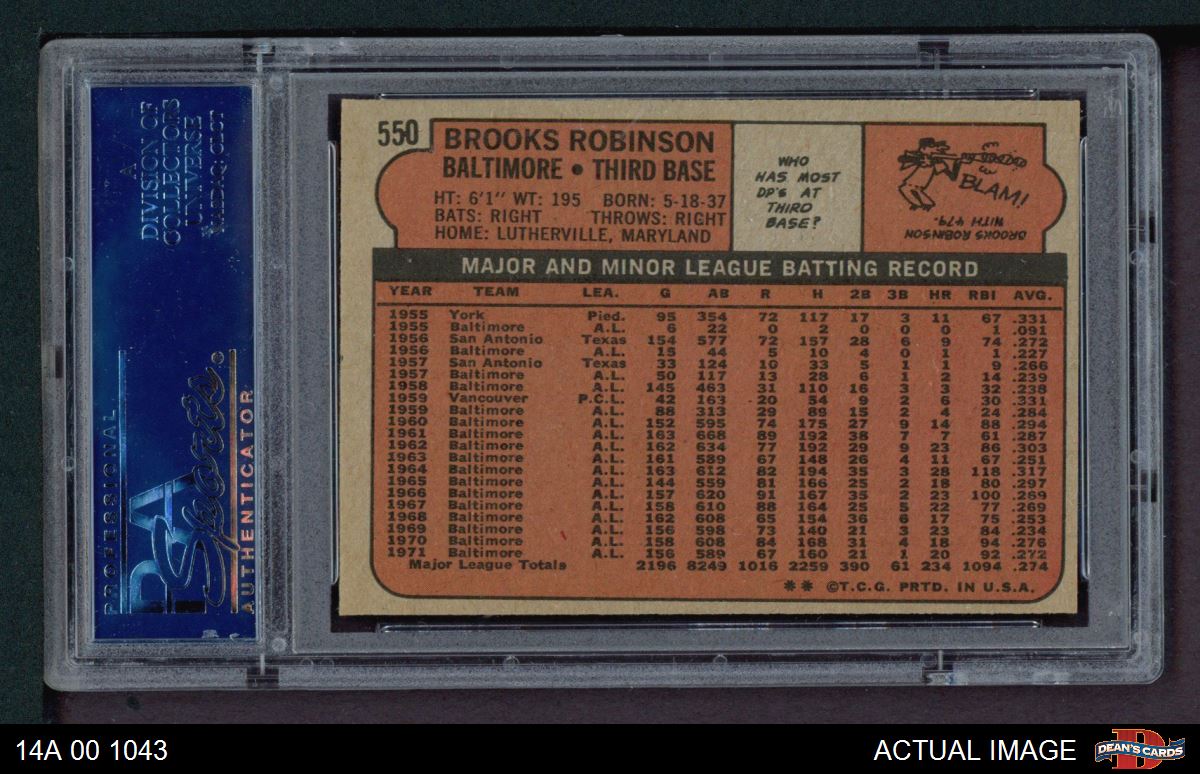 A
DIVISION OF
COLLECTORS
UNIVERSE
NASDAQ: CLCT
PROFESSIONAL
PSA
Sports®
AUTHENTICATOR
550
BROOKS ROBINSON
BALTIMORE • THIRD BASE
HT: 6'1" WT: 195 BORN: 5-18-37
BATS: RIGHT THROWS: RIGHT
HOME: LUTHERVILLE, MARYLAND
WHO
HAS MOST
DP'S AT
THIRD
BASE?
BLAM!
BROOKS ROBINSON
WITH 479.
MAJOR AND MINOR LEAGUE BATTING RECORD
YEAR TEAM LEA. G AB R H 2B 3B HR RBI AVG.
1955 York Pied. 95 354 72 117 17 3 11 67 .331
1955 Baltimore A.L. 6 22 0 2 0 0 0 1 .091
1956 San Antonio Texas 154 577 72 157 28 6 9 74 .272
1956 Baltimore A.L. 15 44 5 10 4 0 1 1 .227
1957 San Antonio Texas 33 124 10 33 5 1 1 9 .266
1957 Baltimore A.L. 50 117 13 28 6 1 2 14 .239
1958 Baltimore A.L. 145 463 31 110 16 3 3 32 .238
1959 Vancouver P.C.L. 42 163 20 54 9 2 6 30 .331
1959 Baltimore A.L. 88 313 29 89 15 2 4 24 .284
1960 Baltimore A.L. 152 595 74 175 27 9 14 88 .294
1961 Baltimore A.L. 163 668 89 192 38 7 7 61 .287
1962 Baltimore A.L. 162 634 77 192 29 9 23 86 .303
1963 Baltimore A.L. 161 589 67 148 26 4 11 67 .251
1964 Baltimore A.L. 163 612 82 194 35 3 28 118 .317
1965 Baltimore A.L. 144 559 81 166 25 2 18 80 .297
1966 Baltimore A.L. 157 620 91 167 35 2 23 100 .269
1967 Baltimore A.L. 158 610 88 164 25 5 22 77 .269
1968 Baltimore A.L. 162 608 65 154 36 6 17 75 .253
1969 Baltimore A.L. 156 598 73 140 21 3 23 84 .234
1970 Baltimore A.L. 158 608 84 168 31 4 18 94 .276
1971 Baltimore A.L. 156 589 67 160 21 1 20 92 .272
Major League Totals 2196 8249 1016 2259 390 61 234 1094 .274
** ©T.C.G. PRTD. IN U.S.A.
14A 00 1043
ACTUAL IMAGE
DEAN'S CARDS